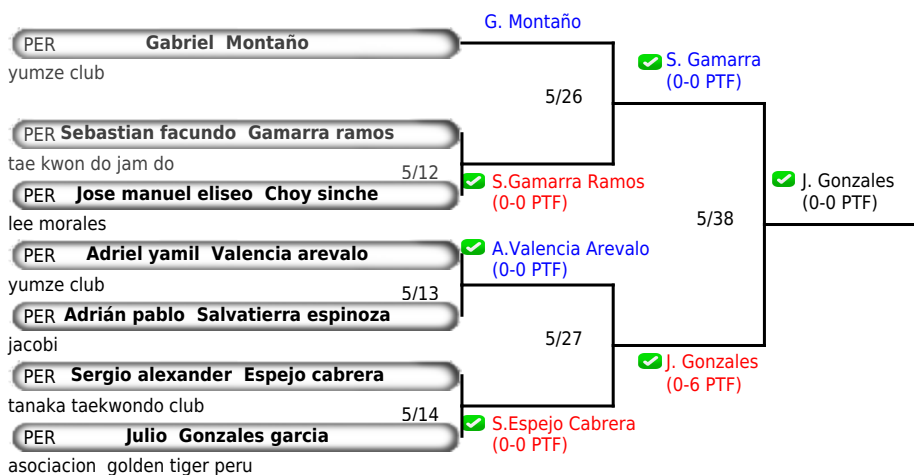 G. Montaño
PER Gabriel Montaño
yumze club
S. Gamarra
(0-0 PTF)
5/26
PER Sebastian facundo Gamarra ramos
tae kwon do jam do
5/12
PER Jose manuel eliseo Choy sinche
S.Gamarra Ramos
(0-0 PTF)
J. Gonzales
(0-0 PTF)
lee morales
5/38
PER Adriel yamil Valencia arevalo
A.Valencia Arevalo
(0-0 PTF)
yumze club
5/13
PER Adrián pablo Salvatierra espinoza
jacobi
5/27
PER Sergio alexander Espejo cabrera
J. Gonzales
(0-6 PTF)
tanaka taekwondo club
5/14
PER Julio Gonzales garcia
S.Espejo Cabrera
(0-0 PTF)
asociacion golden tiger peru